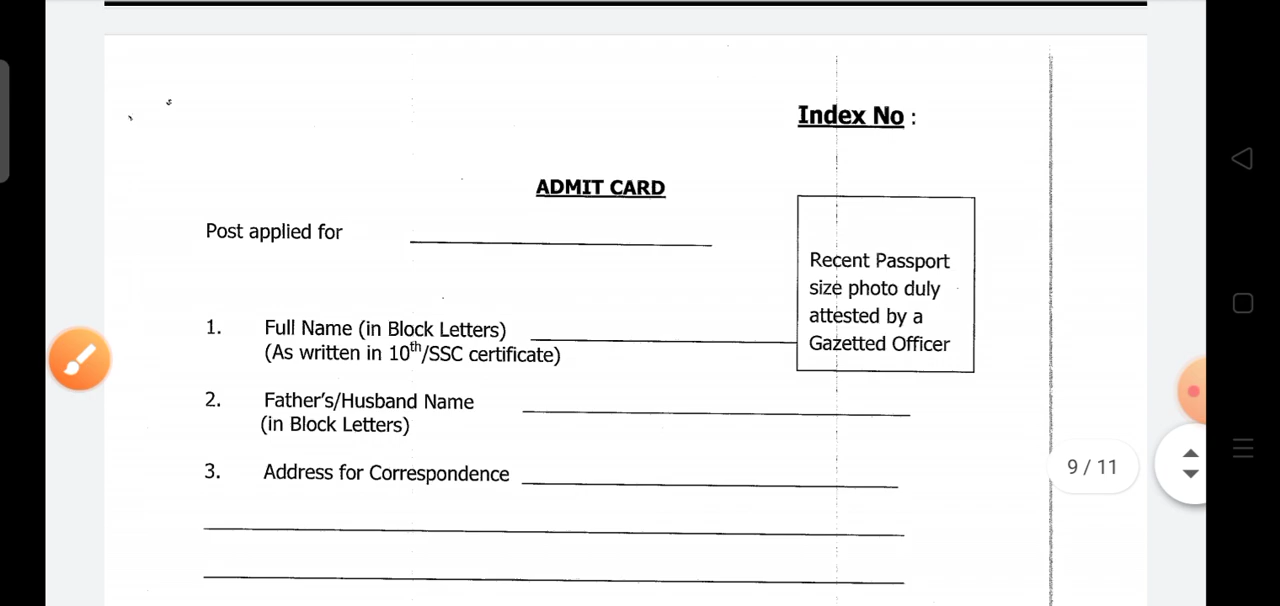 Index No :
ADMIT CARD
Post applied for
Recent Passport
size photo duly
attested by a
Gazetted Officer
1. Full Name (in Block Letters)
(As written in 10th/SSC certificate)
2. Father's/Husband Name
(in Block Letters)
3. Address for Correspondence
9 / 11